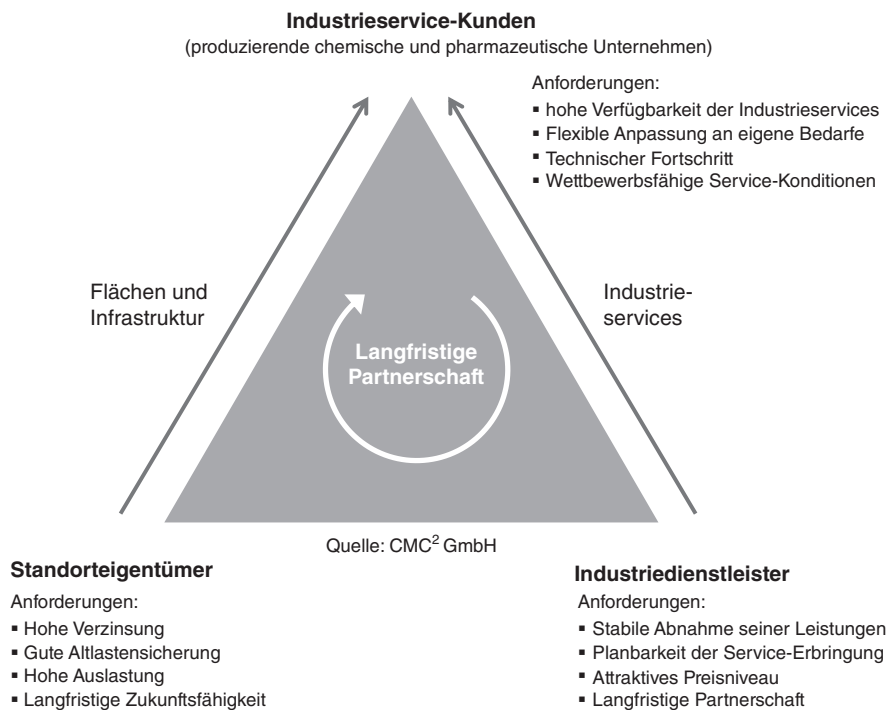 Industrieservice-Kunden
(produzierende chemische und pharmazeutische Unternehmen)
Anforderungen:
▪ hohe Verfügbarkeit der Industrieservices
▪ Flexible Anpassung an eigene Bedarfe
▪ Technischer Fortschritt
▪ Wettbewerbsfähige Service-Konditionen
Flächen und
Infrastruktur
Industrie-
services
Langfristige
Partnerschaft
Quelle: CMC² GmbH
Standorteigentümer
Anforderungen:
▪ Hohe Verzinsung
▪ Gute Altlastensicherung
▪ Hohe Auslastung
▪ Langfristige Zukunftsfähigkeit
Industriedienstleister
Anforderungen:
▪ Stabile Abnahme seiner Leistungen
▪ Planbarkeit der Service-Erbringung
▪ Attraktives Preisniveau
▪ Langfristige Partnerschaft